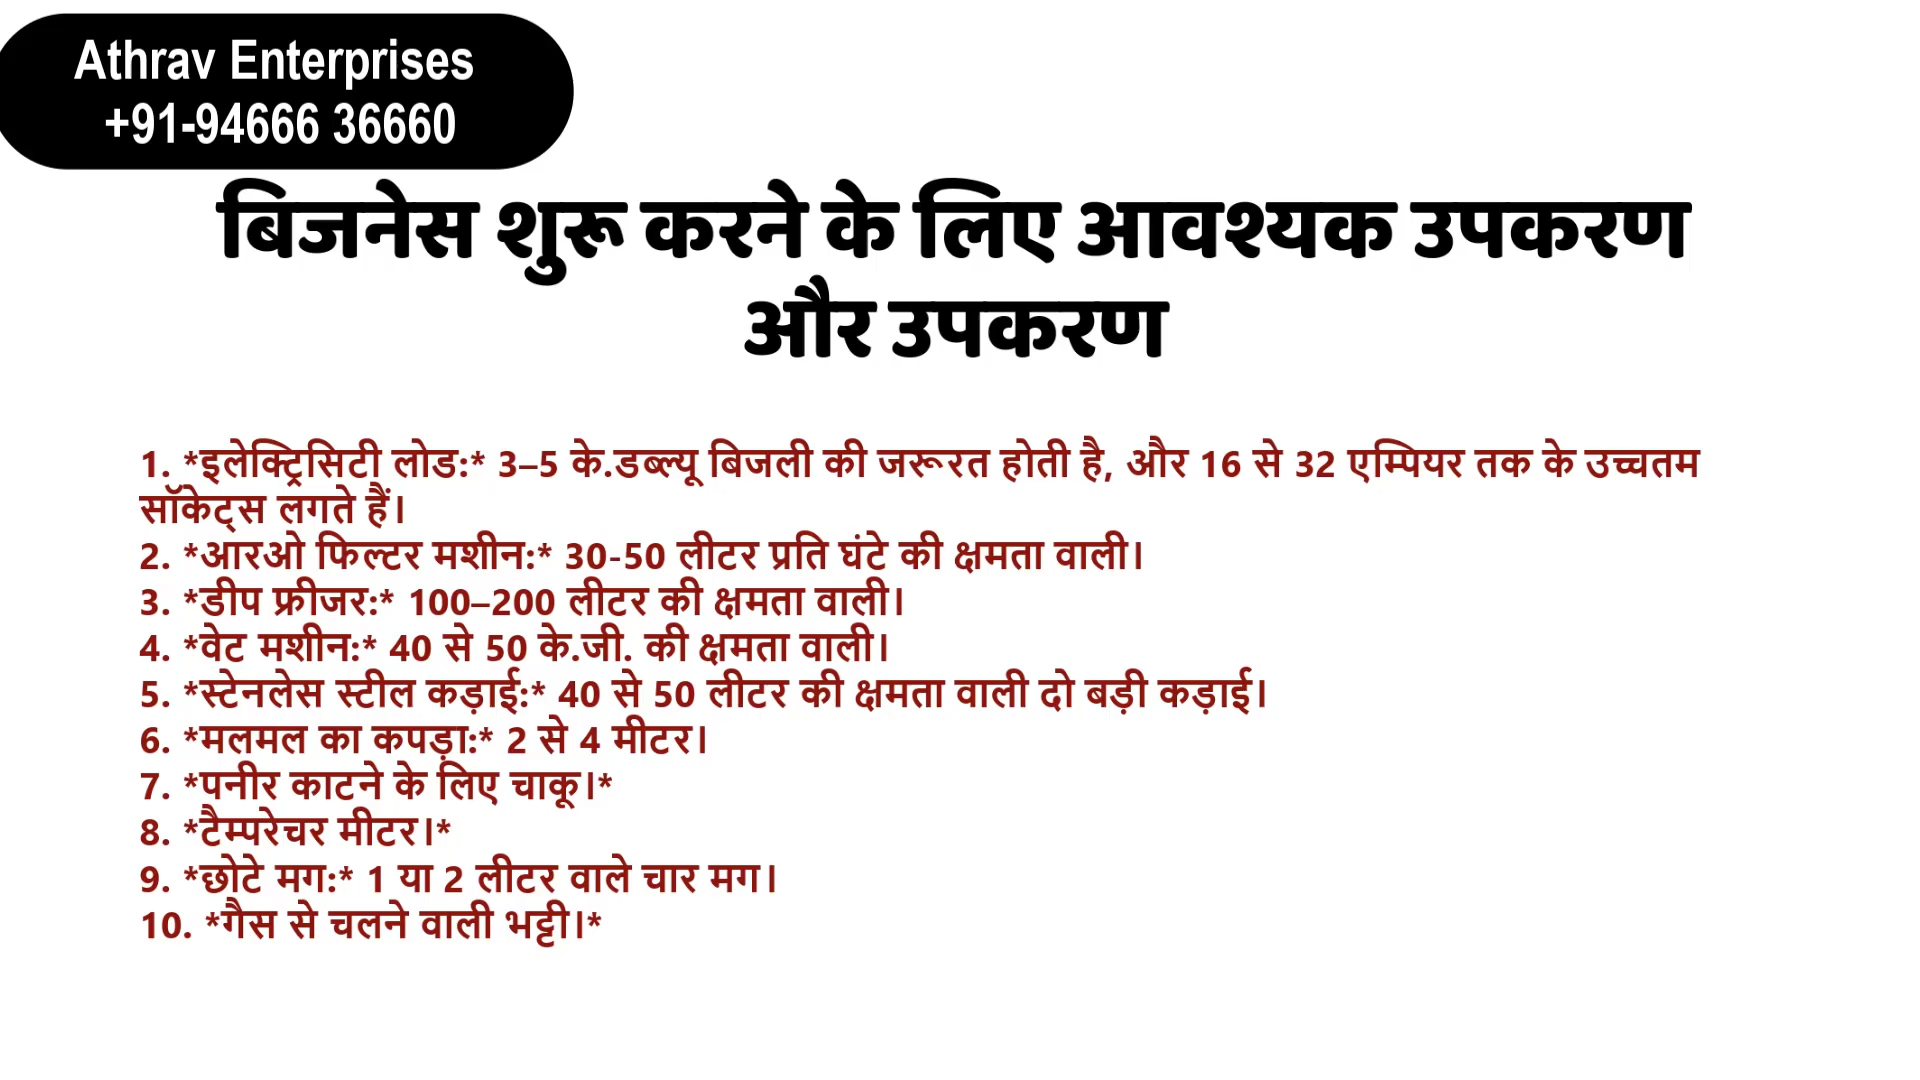 Athrav Enterprises
+91-94666 36660
बिजनेस शुरू करने के लिए आवश्यक उपकरण
और उपकरण
1. *इलेक्ट्रिसिटी लोड:* 3–5 के.डब्ल्यू बिजली की जरूरत होती है, और 16 से 32 एम्पियर तक के उच्चतम
सॉकेट्स लगते हैं।
2. *आरओ फिल्टर मशीन:* 30-50 लीटर प्रति घंटे की क्षमता वाली।
3. *डीप फ्रीजर:* 100–200 लीटर की क्षमता वाली।
4. *वेट मशीन:* 40 से 50 के.जी. की क्षमता वाली।
5. *स्टेनलेस स्टील कड़ाई:* 40 से 50 लीटर की क्षमता वाली दो बड़ी कड़ाई।
6. *मलमल का कपड़ा:* 2 से 4 मीटर।
7. *पनीर काटने के लिए चाकू।*
8. *टैम्परेचर मीटर।*
9. *छोटे मग:* 1 या 2 लीटर वाले चार मग।
10. *गैस से चलने वाली भट्टी।*